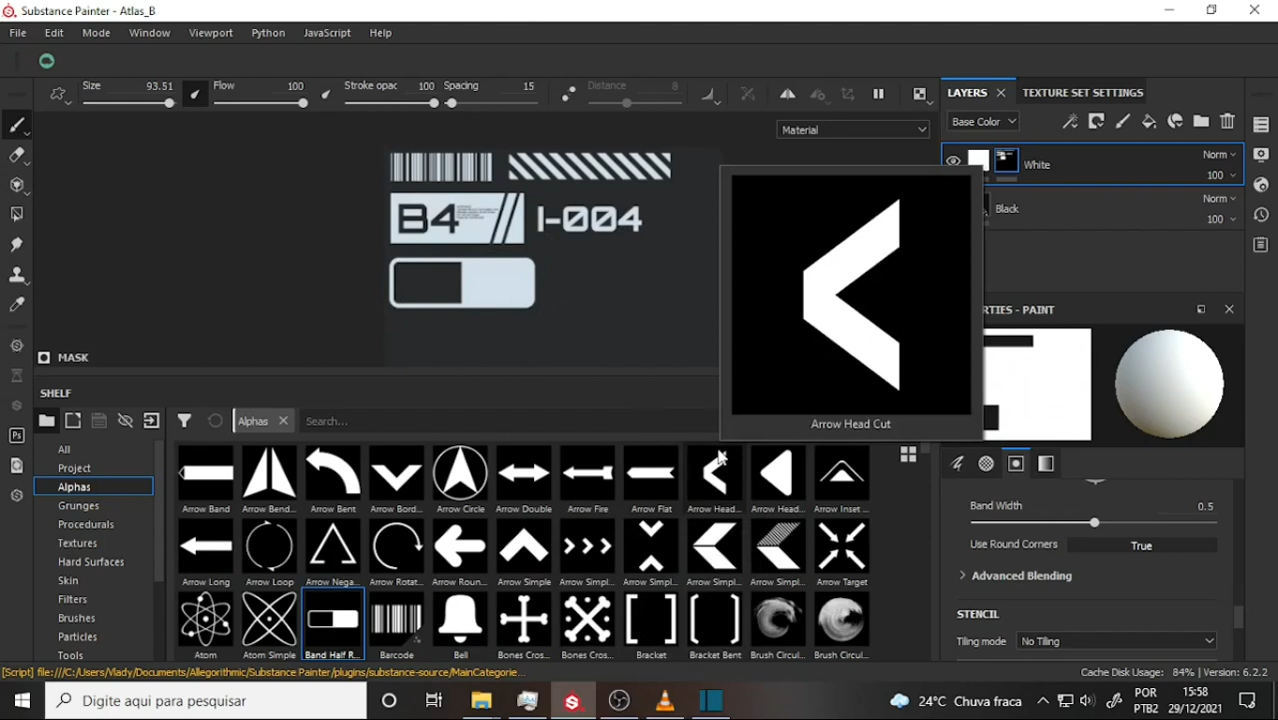 Substance Painter - Atlas_B
File Edit Mode Window Viewport Python JavaScript Help
Size 93.51 Flow 100 Stroke opac 100 Spacing 15 Distance 8
LAYERS TEXTURE SET SETTINGS
Material
Base Color
White Norm 100
Black Norm 100
B4 I-004
Arrow Head Cut
RTIES - PAINT
MASK
SHELF
Alphas Search...
All
Project
Alphas
Grunges
Procedurals
Textures
Hard Surfaces
Skin
Filters
Brushes
Particles
Tools
Arrow Band Arrow Bend... Arrow Bent Arrow Bord... Arrow Circle Arrow Double Arrow Fire Arrow Flat Arrow Head... Arrow Head... Arrow Inset ...
Arrow Long Arrow Loop Arrow Nega... Arrow Rotat... Arrow Roun... Arrow Simple Arrow Simpl... Arrow Simpl... Arrow Simpl... Arrow Simpl... Arrow Target
Atom Atom Simple Band Half R... Barcode Bell Bones Cros... Bones Cros... Bracket Bracket Bent Brush Circul... Brush Circul...
Band Width 0.5
Use Round Corners True
Advanced Blending
STENCIL
Tiling mode No Tiling
[Script] file:///C:/Users/Vlady/Documents/Allegorithmic/Substance Painter/plugins/substance-source/MainCategorie...
Cache Disk Usage: 84% | Version: 6.2.2
Digite aqui para pesquisar
Ps
24°C Chuva fraca
POR
PTB2
15:58
29/12/2021